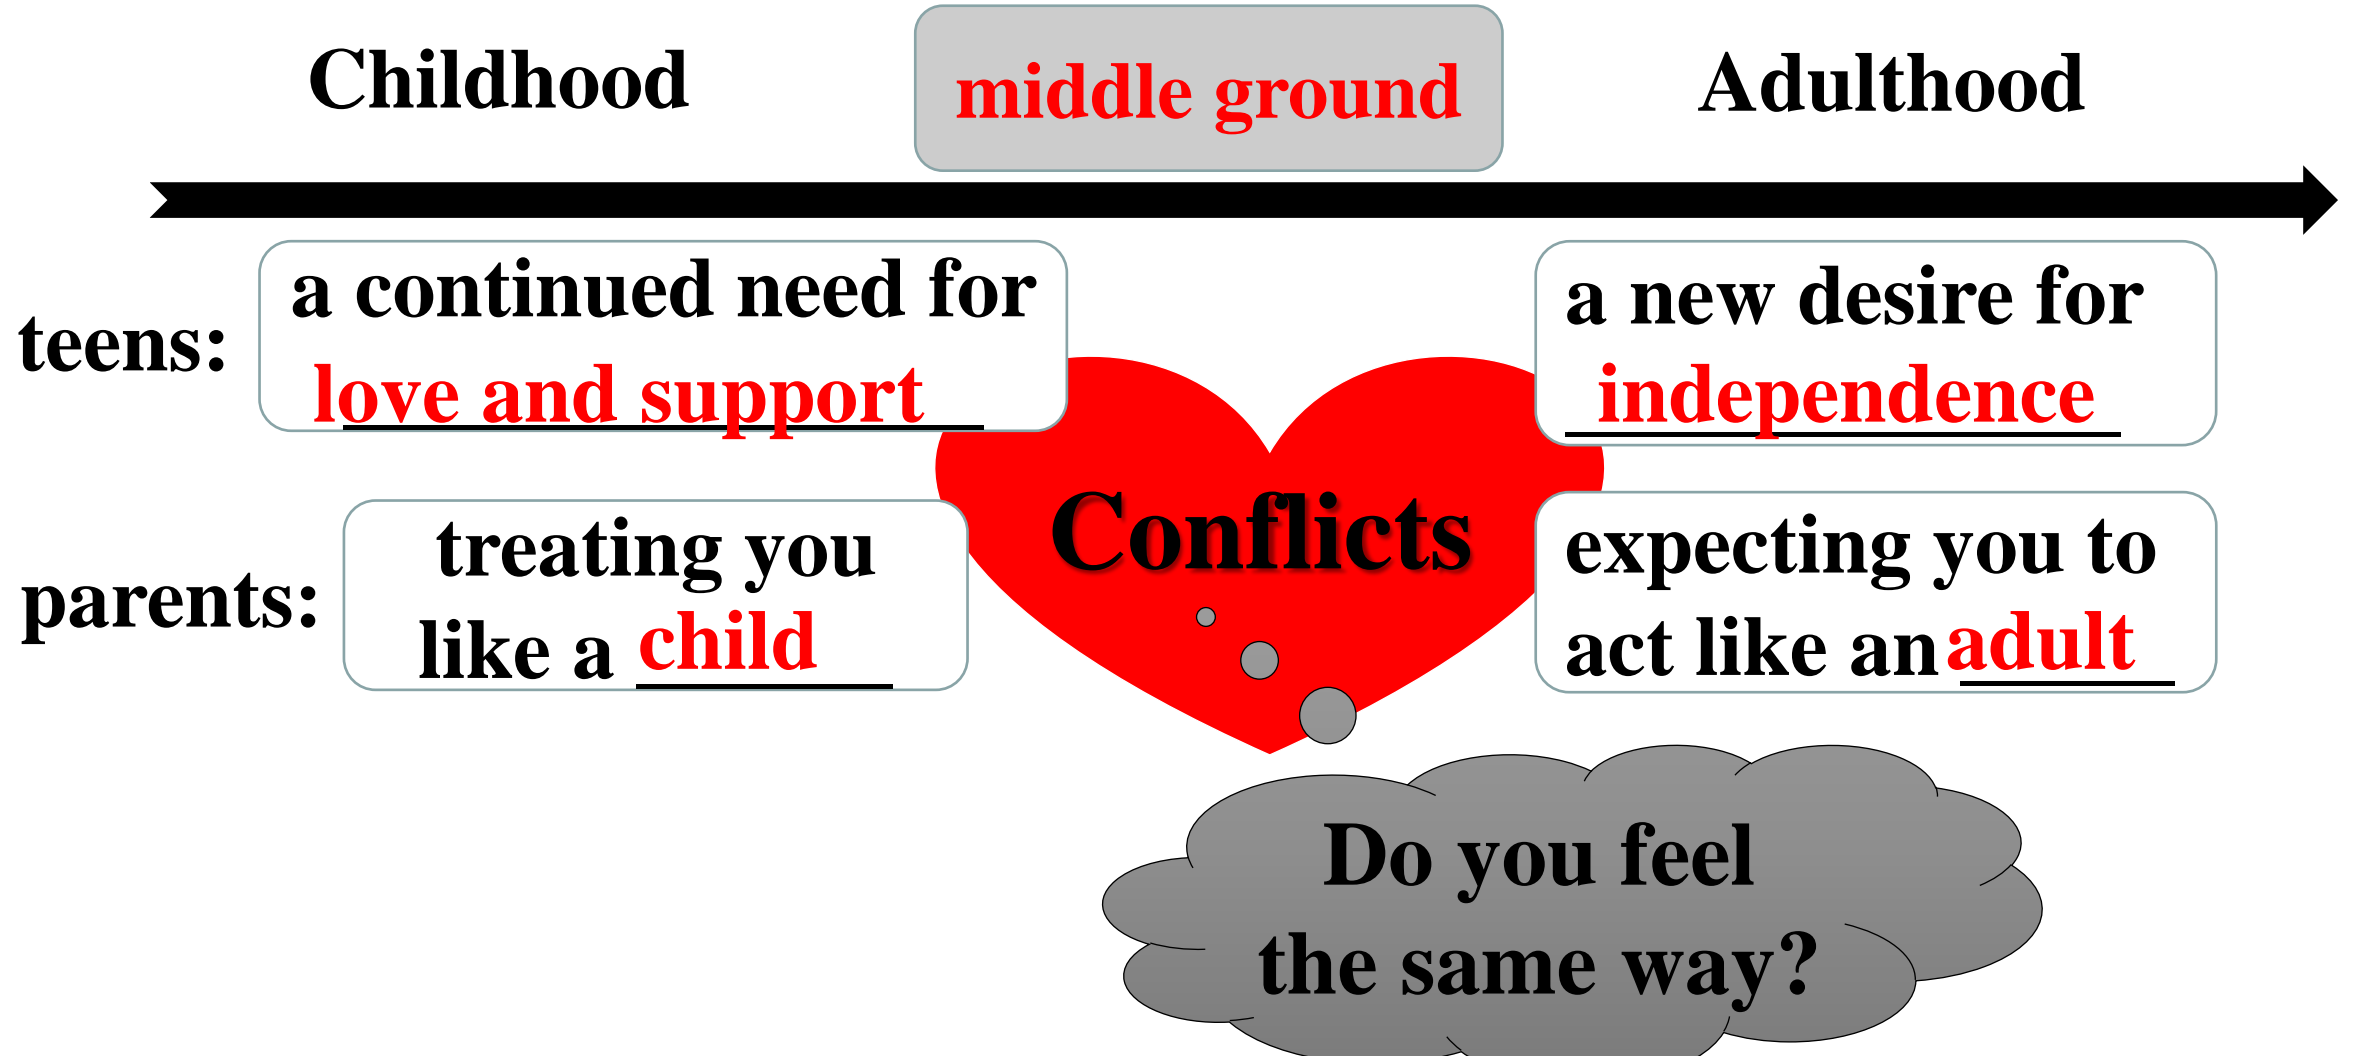 Childhood
middle ground
Adulthood
teens:
a continued need for
love and support
a new desire for
independence
Conflicts
parents:
treating you
like a child
expecting you to
act like an adult
Do you feel
the same way?